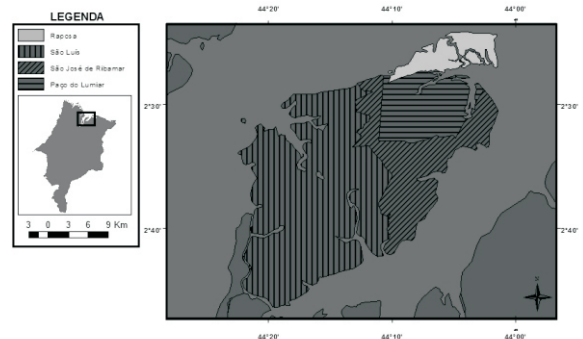 LEGENDA
Raposa
São Luís
São José de Ribamar
Paço do Lumiar
3 0 3 6 9 Km
44°20' 44°10' 44°00'
2°30' 2°30'
2°40' 2°40'
N
44°20' 44°10' 44°00'